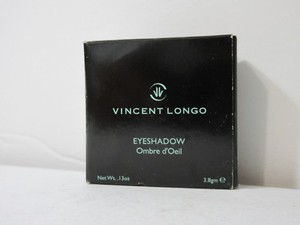 VINCENT LONGO
EYESHADOW
Ombre d'Oeil
Net Wt. .13oz 3.8gm